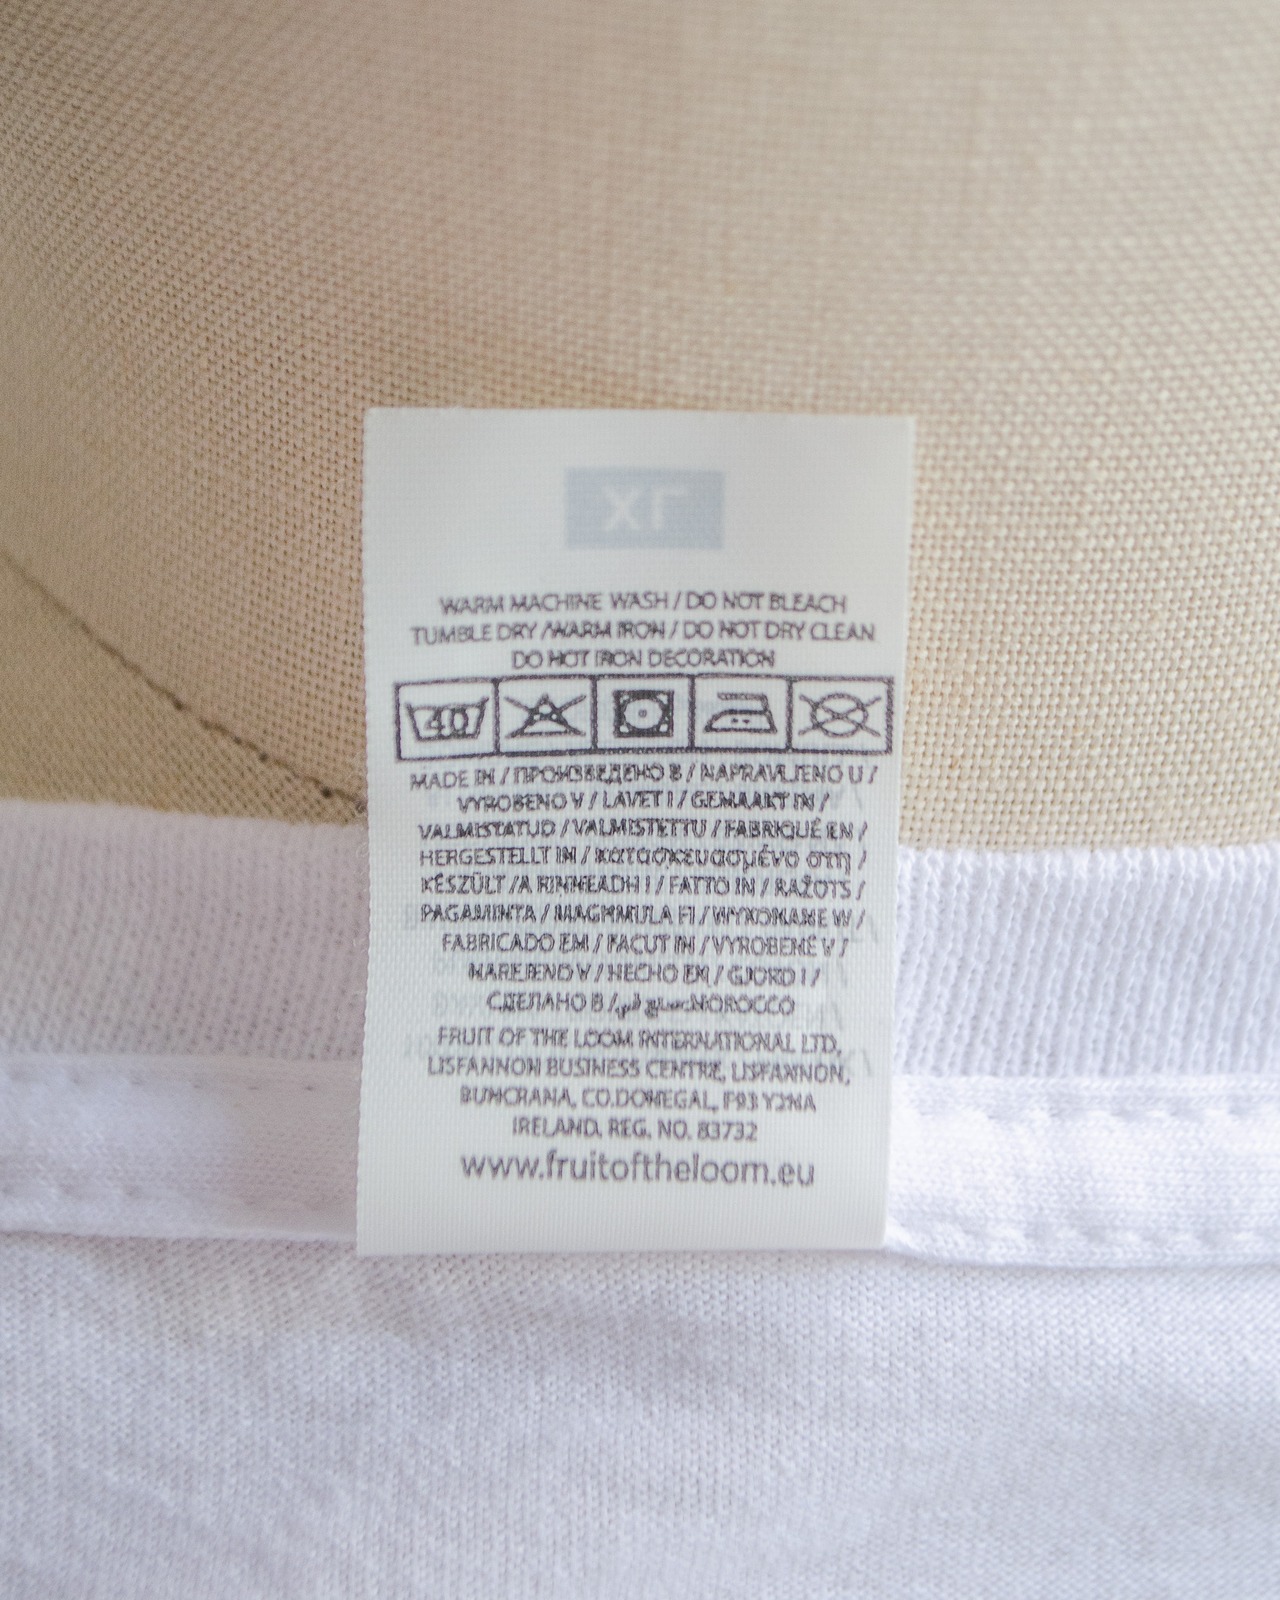 XL
WARM MACHINE WASH / DO NOT BLEACH
TUMBLE DRY / WARM IRON / DO NOT DRY CLEAN
DO NOT IRON DECORATION
40
MADE IN / ПРОИЗВЕДЕНО В / NAPRAVLJENO U /
VYROBENO V / LAVET I / GEMAAKT IN /
VALMISTATUD / VALMISTETTU / FABRIQUÉ EN /
HERGESTELLT IN / κατασκευασμένο στη /
KÉSZÜLT / A RINNEADH I / FATTO IN / RAŽOTS /
PAGAMINTA / MAGHMULA FI / WYKONANE W /
FABRICADO EM / FACUT IN / VYROBENÉ V /
NAREJENO V / HECHO EN / GJORD I /
СДЕЛАНО В / MOROCCO
FRUIT OF THE LOOM INTERNATIONAL LTD,
LISFANNON BUSINESS CENTRE, LISFANNON,
BUNCRANA, CO.DONEGAL, F93 Y2NA
IRELAND. REG. NO. 83732
www.fruitoftheloom.eu